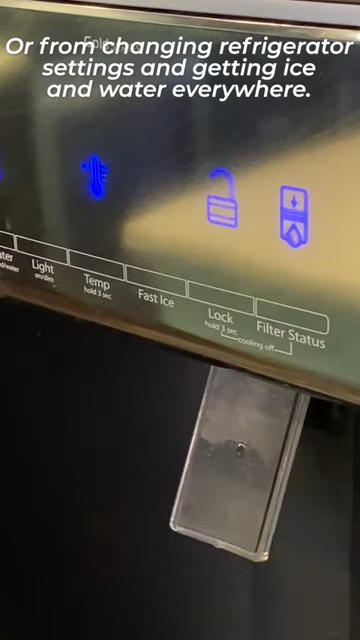 Or from changing refrigerator
settings and getting ice
and water everywhere.
Light
on/dim
Temp
hold 3 sec
Fast Ice
Lock
hold 3 sec
Filter Status
cooling off